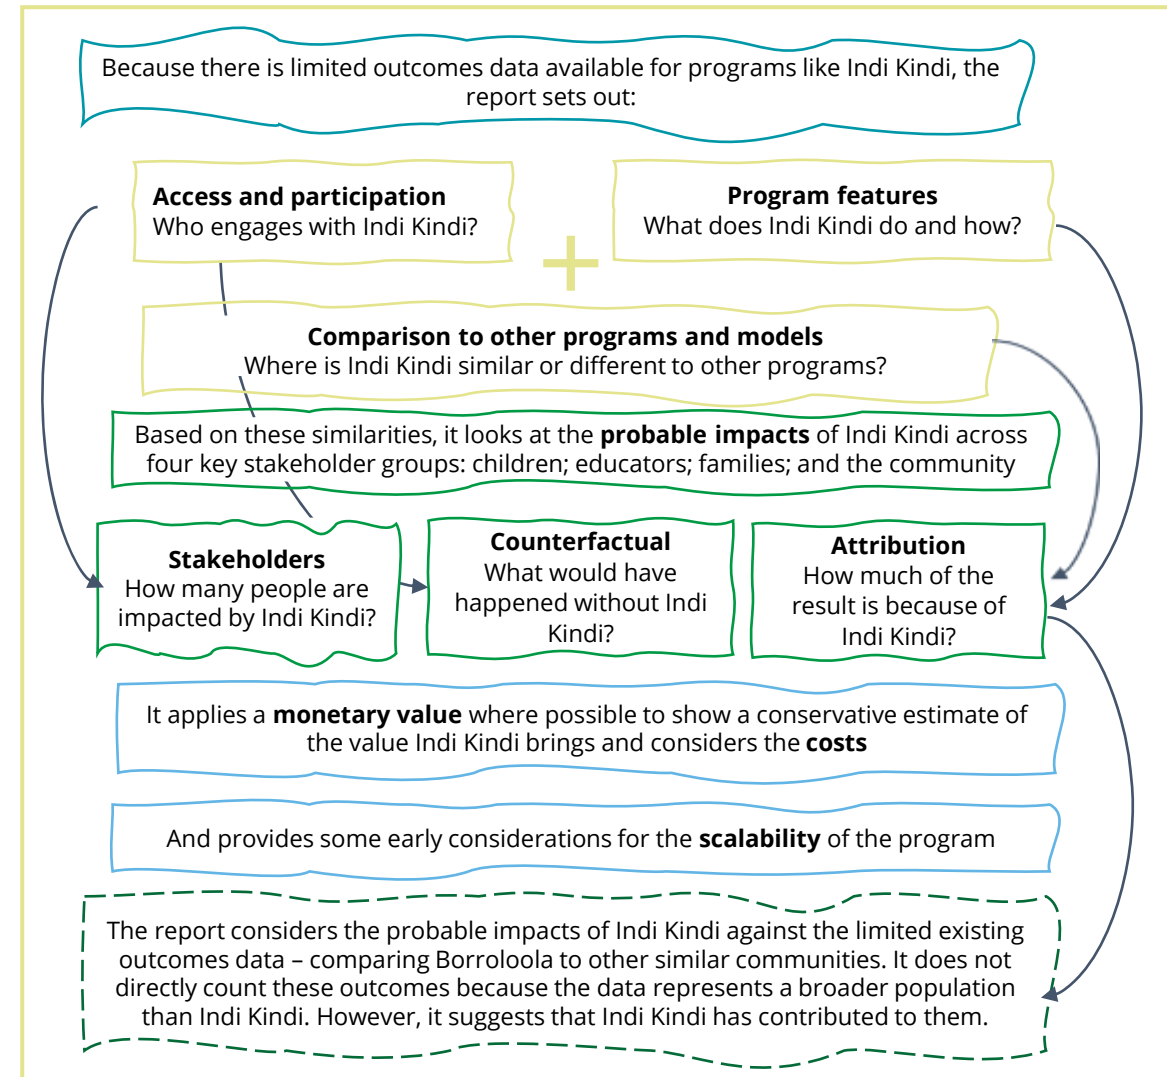 Because there is limited outcomes data available for programs like Indi Kindi, the
report sets out:
Access and participation
Who engages with Indi Kindi?
+
Program features
What does Indi Kindi do and how?
Comparison to other programs and models
Where is Indi Kindi similar or different to other programs?
Based on these similarities, it looks at the probable impacts of Indi Kindi across
four key stakeholder groups: children; educators; families; and the community
Stakeholders
How many people are
impacted by Indi Kindi?
Counterfactual
What would have
happened without Indi
Kindi?
Attribution
How much of the
result is because of
Indi Kindi?
It applies a monetary value where possible to show a conservative estimate of
the value Indi Kindi brings and considers the costs
And provides some early considerations for the scalability of the program
The report considers the probable impacts of Indi Kindi against the limited existing
outcomes data – comparing Borroloola to other similar communities. It does not
directly count these outcomes because the data represents a broader population
than Indi Kindi. However, it suggests that Indi Kindi has contributed to them.